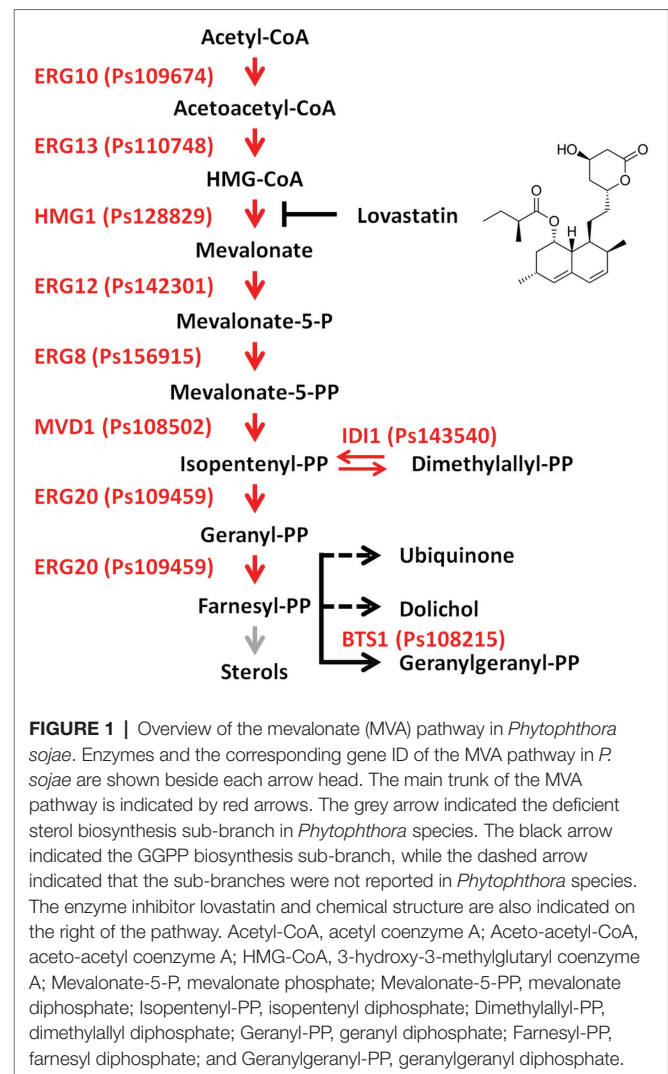 Acetyl-CoA
ERG10 (Ps109674)
Acetoacetyl-CoA
ERG13 (Ps110748)
HMG-CoA
HMG1 (Ps128829)
Lovastatin
HO
O
O
O
O
H
Mevalonate
ERG12 (Ps142301)
Mevalonate-5-P
ERG8 (Ps156915)
Mevalonate-5-PP
MVD1 (Ps108502)
IDI1 (Ps143540)
Isopentenyl-PP
Dimethylallyl-PP
ERG20 (Ps109459)
Geranyl-PP
ERG20 (Ps109459)
Farnesyl-PP
Ubiquinone
Dolichol
BTS1 (Ps108215)
Geranylgeranyl-PP
Sterols
FIGURE 1 | Overview of the mevalonate (MVA) pathway in Phytophthora
sojae. Enzymes and the corresponding gene ID of the MVA pathway in P.
sojae are shown beside each arrow head. The main trunk of the MVA
pathway is indicated by red arrows. The grey arrow indicated the deficient
sterol biosynthesis sub-branch in Phytophthora species. The black arrow
indicated the GGPP biosynthesis sub-branch, while the dashed arrow
indicated that the sub-branches were not reported in Phytophthora species.
The enzyme inhibitor lovastatin and chemical structure are also indicated on
the right of the pathway. Acetyl-CoA, acetyl coenzyme A; Aceto-acetyl-CoA,
aceto-acetyl coenzyme A; HMG-CoA, 3-hydroxy-3-methylglutaryl coenzyme
A; Mevalonate-5-P, mevalonate phosphate; Mevalonate-5-PP, mevalonate
diphosphate; Isopentenyl-PP, isopentenyl diphosphate; Dimethylallyl-PP,
dimethylallyl diphosphate; Geranyl-PP, geranyl diphosphate; Farnesyl-PP,
farnesyl diphosphate; and Geranylgeranyl-PP, geranylgeranyl diphosphate.